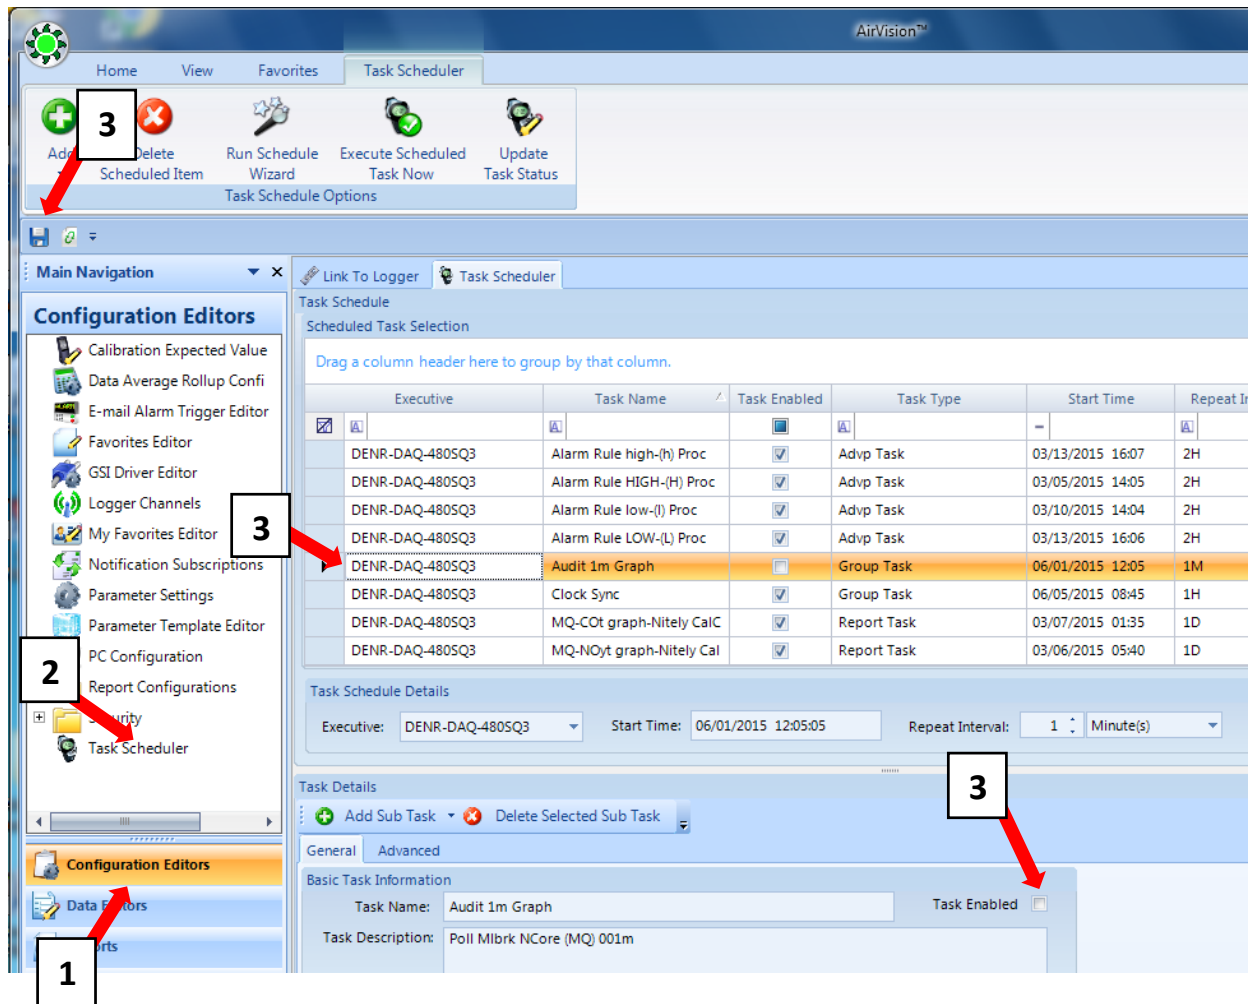 AirVision™
Home View Favorites Task Scheduler
3
Add Delete Scheduled Item
Run Schedule Wizard
Execute Scheduled Task Now
Update Task Status
Task Schedule Options
Main Navigation
Link To Logger Task Scheduler
Configuration Editors
Calibration Expected Value
Data Average Rollup Confi
E-mail Alarm Trigger Editor
Favorites Editor
GSI Driver Editor
Logger Channels
My Favorites Editor
Notification Subscriptions
Parameter Settings
Parameter Template Editor
PC Configuration
Report Configurations
Security
Task Scheduler
2
Configuration Editors
Data Editors
1
Task Schedule
Scheduled Task Selection
Drag a column header here to group by that column.
Executive Task Name Task Enabled Task Type Start Time Repeat I
DENR-DAQ-480SQ3 Alarm Rule high-(h) Proc Advp Task 03/13/2015 16:07 2H
DENR-DAQ-480SQ3 Alarm Rule HIGH-(H) Proc Advp Task 03/05/2015 14:05 2H
DENR-DAQ-480SQ3 Alarm Rule low-(l) Proc Advp Task 03/10/2015 14:04 2H
DENR-DAQ-480SQ3 Alarm Rule LOW-(L) Proc Advp Task 03/13/2015 16:06 2H
3
DENR-DAQ-480SQ3 Audit 1m Graph Group Task 06/01/2015 12:05 1M
DENR-DAQ-480SQ3 Clock Sync Group Task 06/05/2015 08:45 1H
DENR-DAQ-480SQ3 MQ-COt graph-Nitely CalC Report Task 03/07/2015 01:35 1D
DENR-DAQ-480SQ3 MQ-NOyt graph-Nitely Cal Report Task 03/06/2015 05:40 1D
Task Schedule Details
Executive: DENR-DAQ-480SQ3 Start Time: 06/01/2015 12:05:05 Repeat Interval: 1 Minute(s)
3
Task Details
Add Sub Task Delete Selected Sub Task
General Advanced
Basic Task Information
Task Name: Audit 1m Graph Task Enabled
Task Description: Poll Mlbrk NCore (MQ) 001m